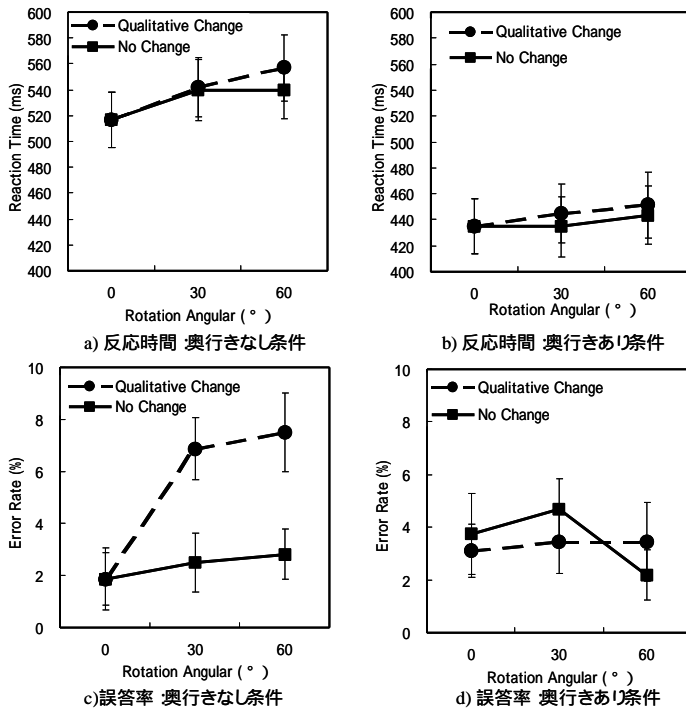 600
580
560
540
520
500
480
460
440
420
400
Reaction Time (ms)
Qualitative Change
No Change
0 30 60
Rotation Angular ( ° )
a) 反応時間 :奥行きなし条件
600
580
560
540
520
500
480
460
440
420
400
Reaction Time (ms)
Qualitative Change
No Change
0 30 60
Rotation Angular ( ° )
b) 反応時間 :奥行きあり条件
10
8
6
4
2
0
Error Rate (%)
Qualitative Change
No Change
0 30 60
Rotation Angular ( ° )
c)誤答率 :奥行きなし条件
10
8
6
4
2
0
Error Rate (%)
Qualitative Change
No Change
0 30 60
Rotation Angular ( ° )
d) 誤答率 :奥行きあり条件